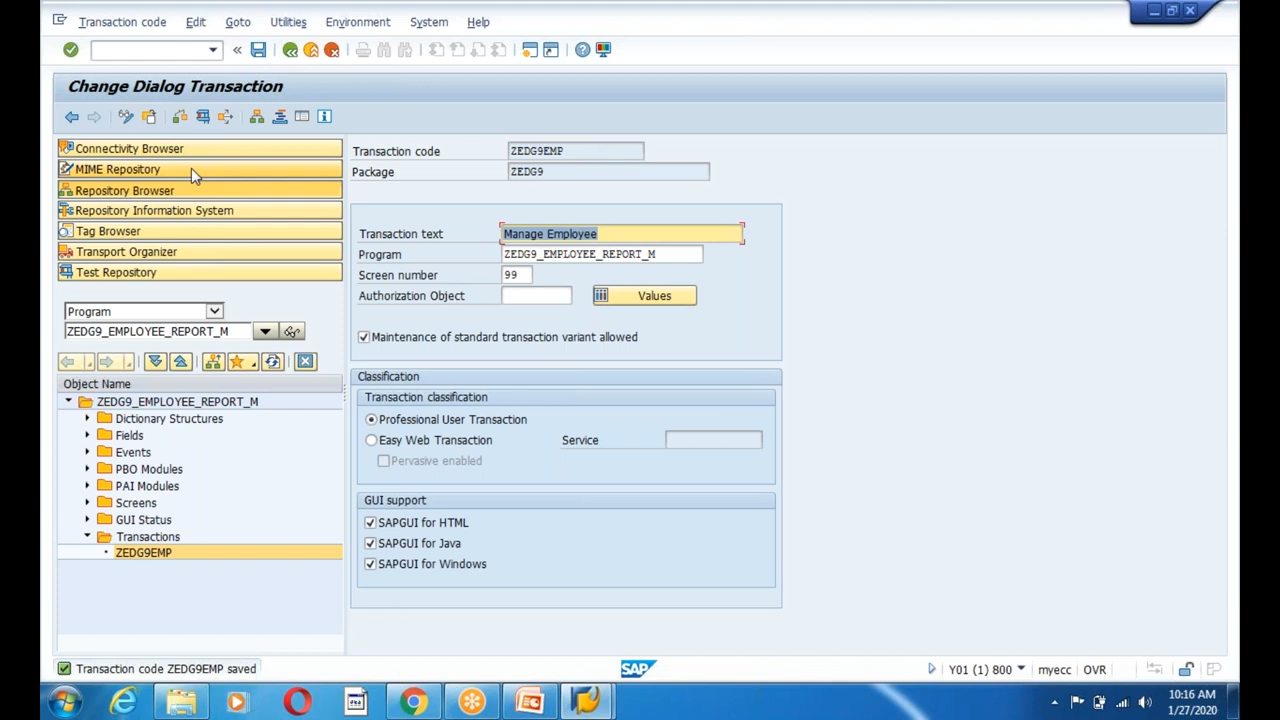 Transaction code Edit Goto Utilities Environment System Help
Change Dialog Transaction
Connectivity Browser
MIME Repository
Repository Browser
Repository Information System
Tag Browser
Transport Organizer
Test Repository
Program
ZEDG9_EMPLOYEE_REPORT_M
Object Name
ZEDG9_EMPLOYEE_REPORT_M
Dictionary Structures
Fields
Events
PBO Modules
PAI Modules
Screens
GUI Status
Transactions
ZEDG9EMP
Transaction code ZEDG9EMP
Package ZEDG9
Transaction text Manage Employee
Program ZEDG9_EMPLOYEE_REPORT_M
Screen number 99
Authorization Object Values
Maintenance of standard transaction variant allowed
Classification
Transaction classification
Professional User Transaction
Easy Web Transaction Service
Pervasive enabled
GUI support
SAPGUI for HTML
SAPGUI for Java
SAPGUI for Windows
Transaction code ZEDG9EMP saved
SAP
Y01 (1) 800 myecc OVR
10:16 AM
1/27/2020